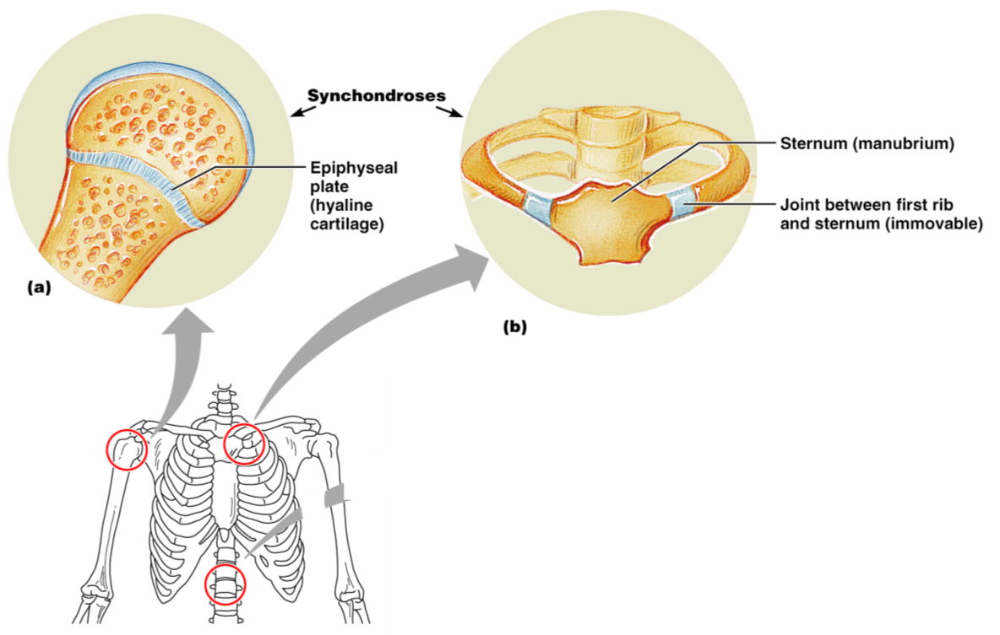 Synchondroses
Epiphyseal
plate
(hyaline
cartilage)
(a)
Sternum (manubrium)
Joint between first rib
and sternum (immovable)
(b)